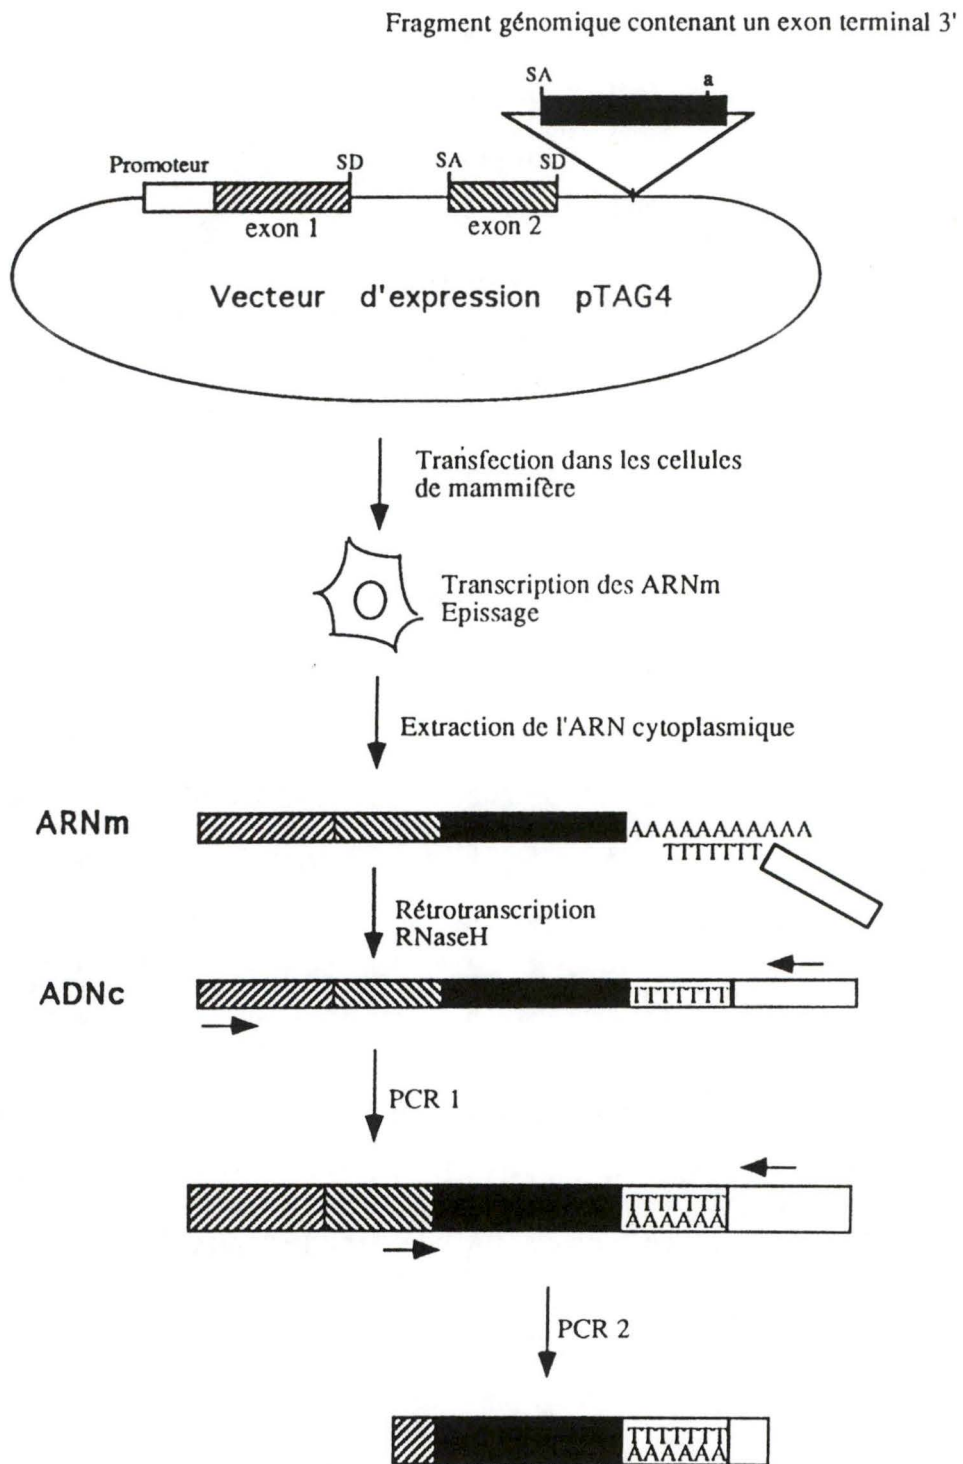 Fragment génomique contenant un exon terminal 3'
SA a
Promoteur SD SA SD
exon 1 exon 2
Vecteur d'expression pTAG4
Transfection dans les cellules
de mammifère
Transcription des ARNm
Epissage
Extraction de l'ARN cytoplasmique
ARNm
AAAAAAAAAAA
TTTTTTT
Rétrotranscription
RNaseH
ADNc
TTTTTTT
PCR 1
TTTTTTT
AAAAAA
PCR 2
TTTTTTT
AAAAAA